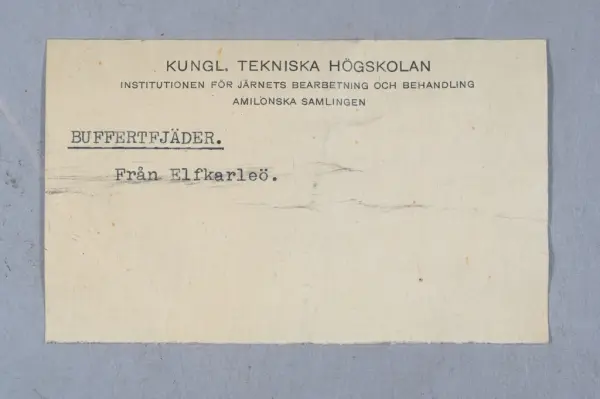 KUNGL. TEKNISKA HÖGSKOLAN
INSTITUTIONEN FÖR JÄRNETS BEARBETNING OCH BEHANDLING
AMILONSKA SAMLINGEN
BUFFERTFJÄDER.
Från Elfkarleö.